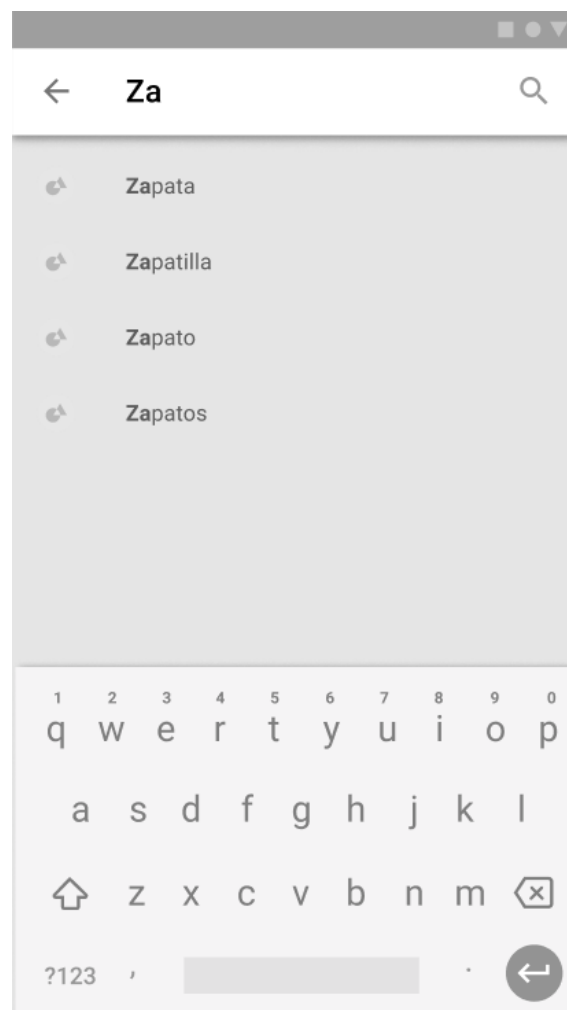 Za
Zapata
Zapatilla
Zapato
Zapatos
1 2 3 4 5 6 7 8 9 0
q w e r t y u i o p
a s d f g h j k l
z x c v b n m
?123 , .